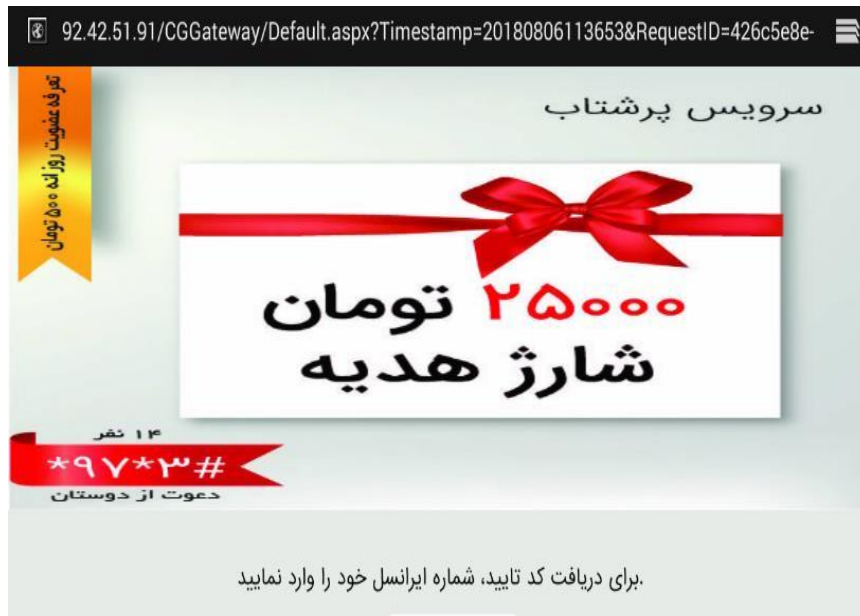 92.42.51.91/CGGateway/Default.aspx?Timestamp=20180806113653&RequestID=426c5e8e-
تعرفه عضویت روزانه ۵۰۰ تومان
سرویس پرشتاب
۲۵۰۰۰ تومان
شارژ هدیه
۱۴ نفر
*۹۷*۳#
دعوت از دوستان
برای دریافت کد تایید، شماره ایرانسل خود را وارد نمایید.